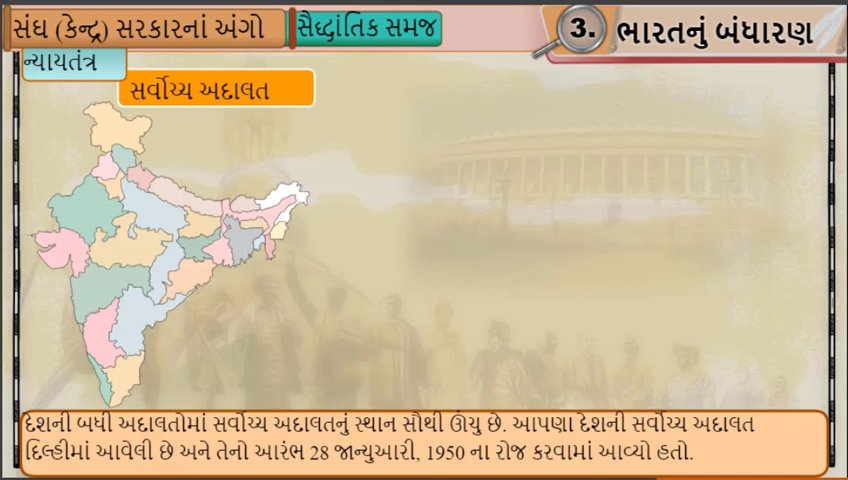 સંઘ (કેન્દ્ર) સરકારનાં અંગો
સૈદ્ધાંતિક સમજ
3. ભારતનું બંધારણ
ન્યાયતંત્ર
સર્વોચ્ચ અદાલત
દેશની બધી અદાલતોમાં સર્વોચ્ચ અદાલતનું સ્થાન સૌથી ઊંચુ છે. આપણા દેશની સર્વોચ્ચ અદાલત
દિલ્હીમાં આવેલી છે અને તેનો આરંભ 28 જાન્યુઆરી, 1950 ના રોજ કરવામાં આવ્યો હતો.